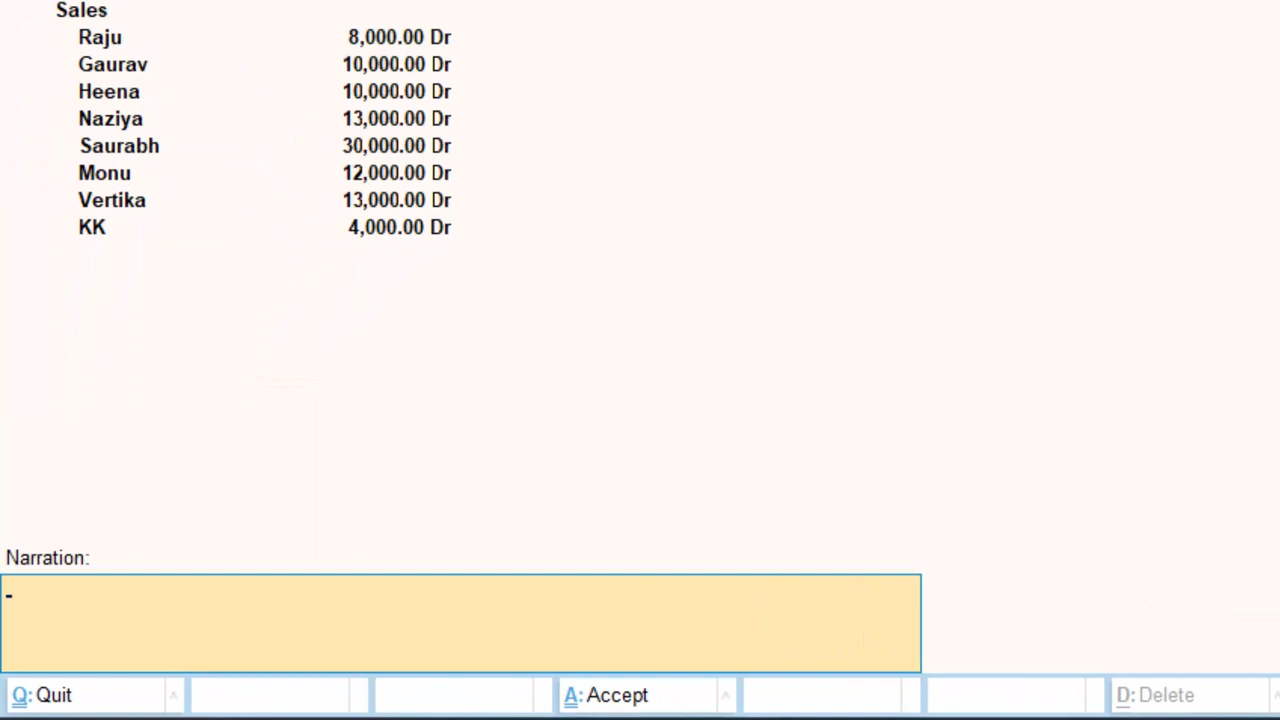 Sales
Raju 8,000.00 Dr
Gaurav 10,000.00 Dr
Heena 10,000.00 Dr
Naziya 13,000.00 Dr
Saurabh 30,000.00 Dr
Monu 12,000.00 Dr
Vertika 13,000.00 Dr
KK 4,000.00 Dr
Narration:
-
Q: Quit ^ A: Accept ^ D: Delete ^